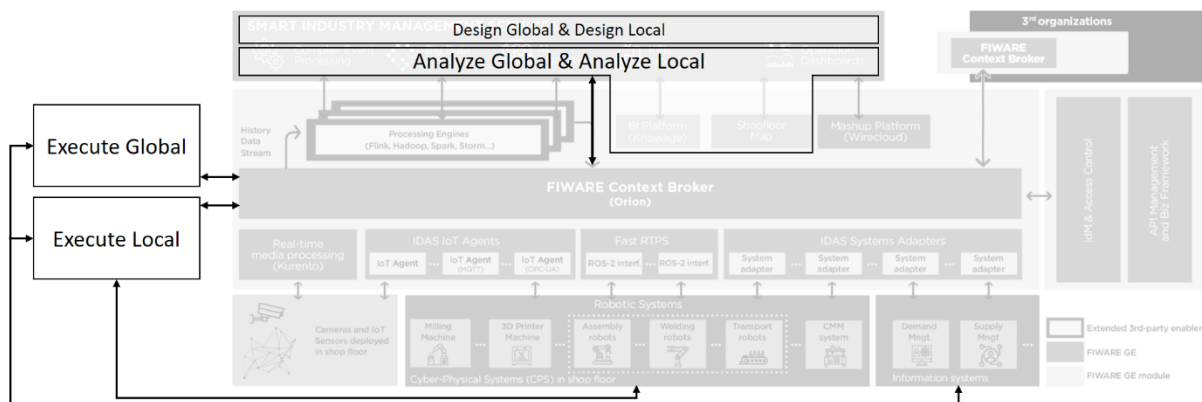 SMART INDUSTRY MANAGEMENT
Design Global & Design Local
Analyze Global & Analyze Local
Processing
Dashboards
3rd organizations
FIWARE
Context Broker
Execute Global
Execute Local
History
Data
Stream
Processing Engines
(Flink, Hadoop, Spark, Storm...)
BI Platform
(Knowage)
Shopfloor
Map
Mashup Platform
(Wirecloud)
FIWARE Context Broker
(Orion)
IdM & Access Control
API Management
and Biz Framework
Real-time
media processing
(Kurento)
IDAS IoT Agents
IoT Agent
...
IoT Agent
(MQTT)
...
IoT Agent
(OPC-UA)
Fast RTPS
ROS-2 interf.
...
ROS-2 interf.
IDAS Systems Adapters
System
adapter
...
System
adapter
...
System
adapter
...
System
adapter
Cameras and IoT
Sensors deployed
in shop floor
Robotic Systems
Milling
Machine
...
3D Printer
Machine
...
Assembly
robots
...
Welding
robots
...
Transport
robots
...
CMM
system
Cyber-Physical Systems (CPS) in shop floor
Demand
Mngt
Supply
Mngt
...
Information systems
Extended 3rd-party enabler
FIWARE GE
FIWARE GE module